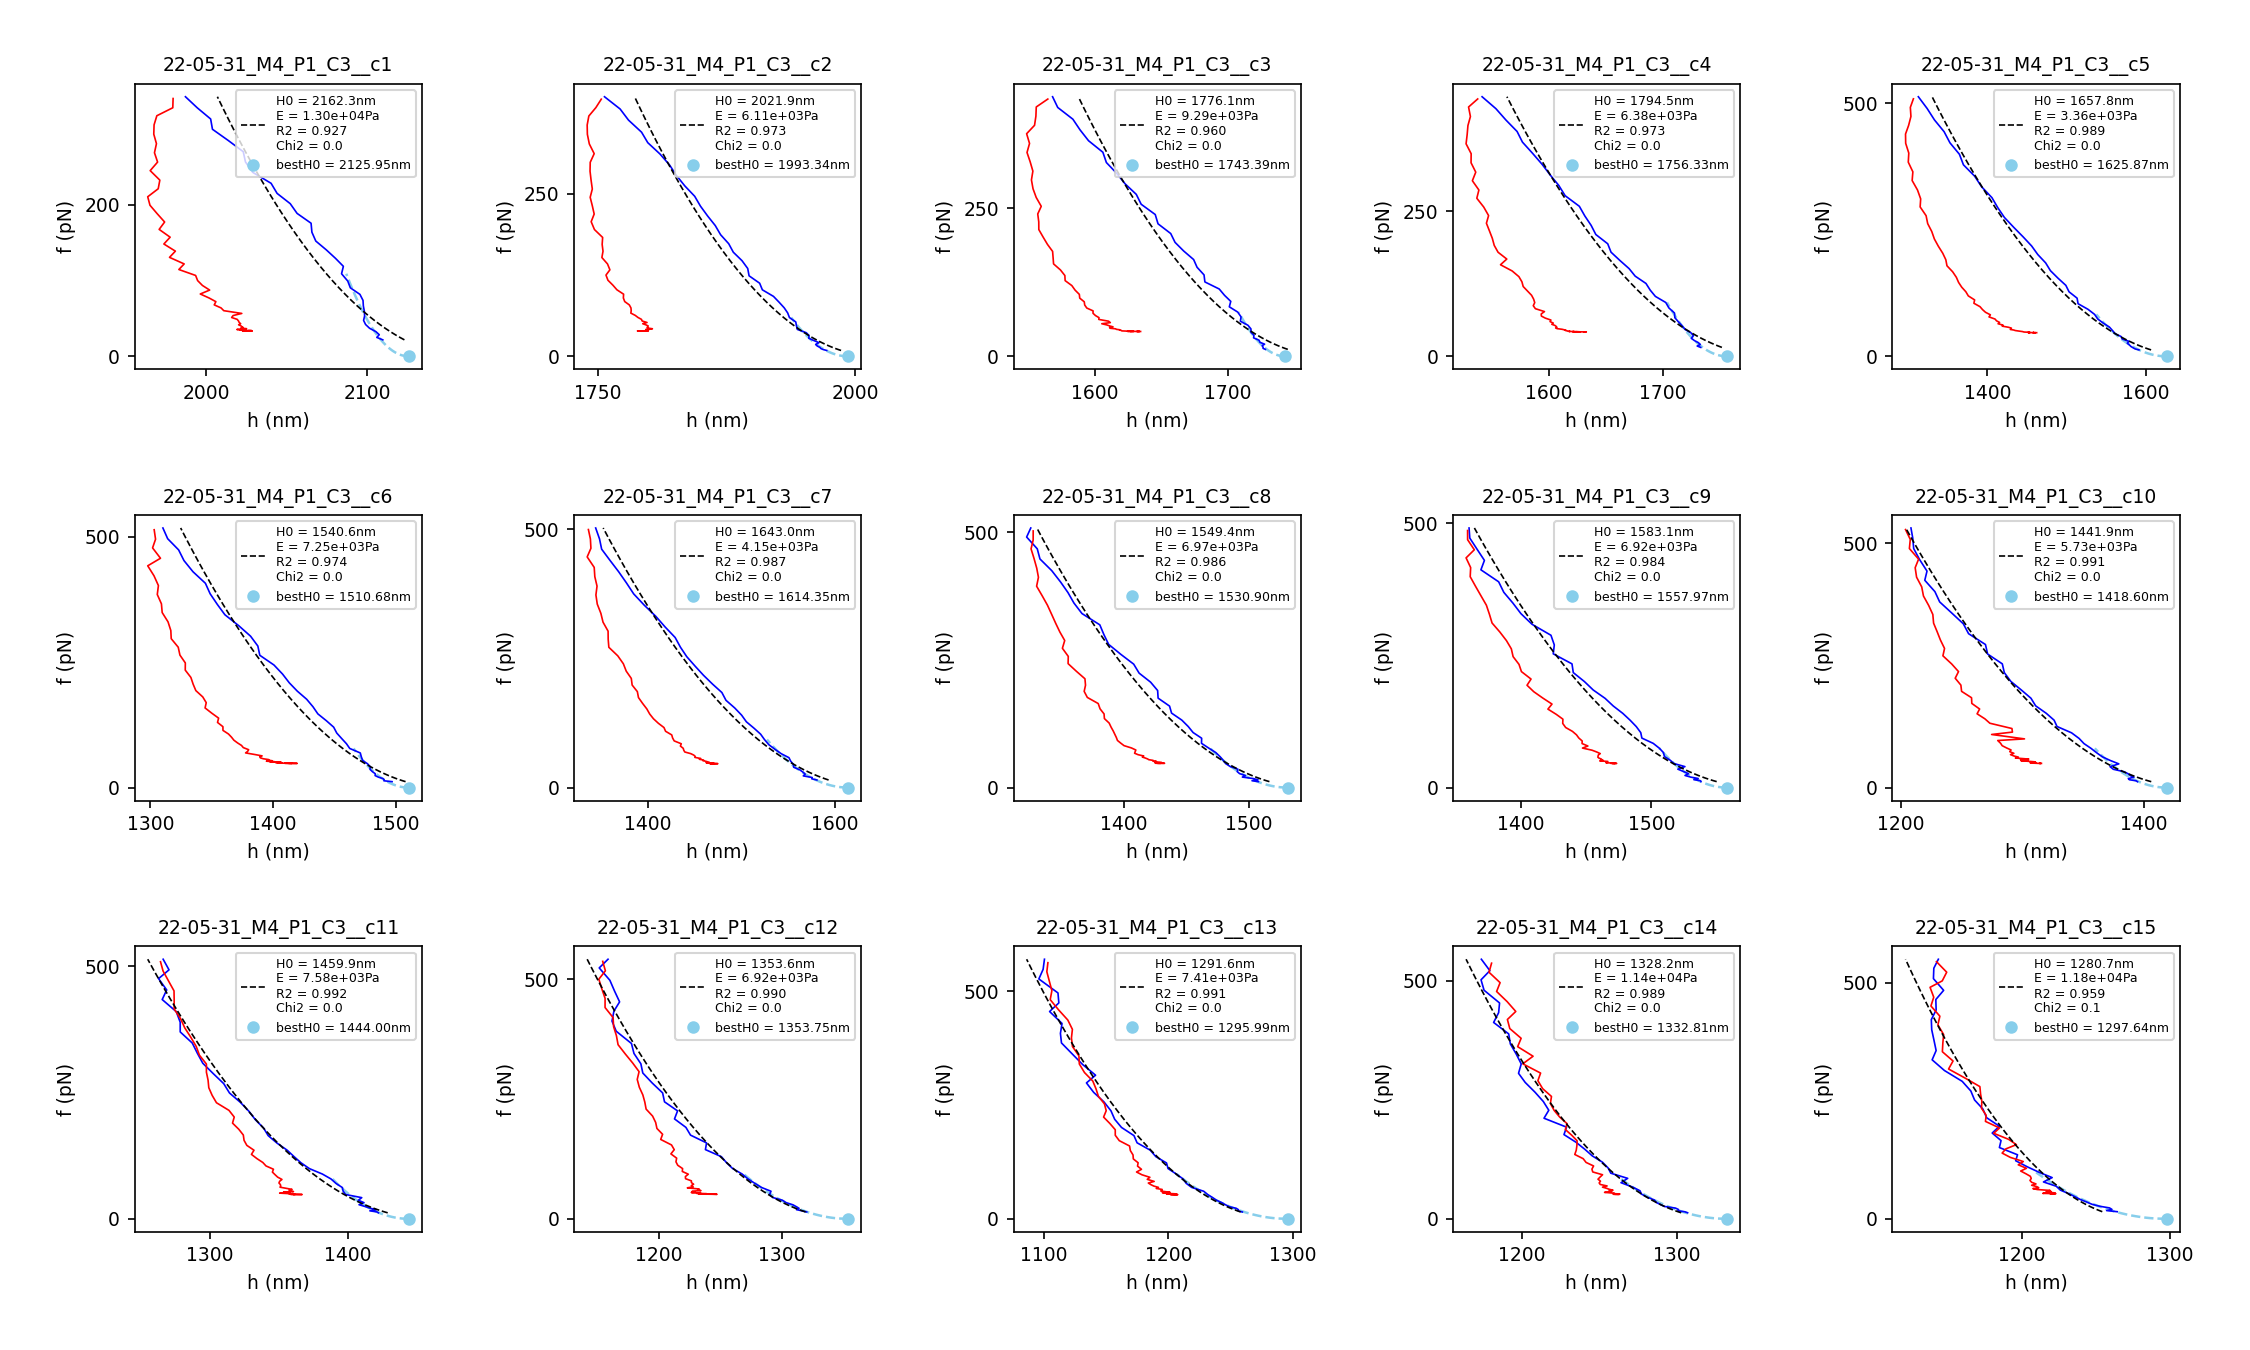 22-05-31_M4_P1_C3__c1
H0 = 2162.3nm
E = 1.30e+04Pa
R2 = 0.927
Chi2 = 0.0
bestH0 = 2125.95nm
200
0
f (pN)
2000
2100
h (nm)
22-05-31_M4_P1_C3__c2
H0 = 2021.9nm
E = 6.11e+03Pa
R2 = 0.973
Chi2 = 0.0
bestH0 = 1993.34nm
250
0
f (pN)
1750
2000
h (nm)
22-05-31_M4_P1_C3__c3
H0 = 1776.1nm
E = 9.29e+03Pa
R2 = 0.960
Chi2 = 0.0
bestH0 = 1743.39nm
250
0
f (pN)
1600
1700
h (nm)
22-05-31_M4_P1_C3__c4
H0 = 1794.5nm
E = 6.38e+03Pa
R2 = 0.973
Chi2 = 0.0
bestH0 = 1756.33nm
250
0
f (pN)
1600
1700
h (nm)
22-05-31_M4_P1_C3__c5
H0 = 1657.8nm
E = 3.36e+03Pa
R2 = 0.989
Chi2 = 0.0
bestH0 = 1625.87nm
500
0
f (pN)
1400
1600
h (nm)
22-05-31_M4_P1_C3__c6
H0 = 1540.6nm
E = 7.25e+03Pa
R2 = 0.974
Chi2 = 0.0
bestH0 = 1510.68nm
500
0
f (pN)
1300
1400
1500
h (nm)
22-05-31_M4_P1_C3__c7
H0 = 1643.0nm
E = 4.15e+03Pa
R2 = 0.987
Chi2 = 0.0
bestH0 = 1614.35nm
500
0
f (pN)
1400
1600
h (nm)
22-05-31_M4_P1_C3__c8
H0 = 1549.4nm
E = 6.97e+03Pa
R2 = 0.986
Chi2 = 0.0
bestH0 = 1530.90nm
500
0
f (pN)
1400
1500
h (nm)
22-05-31_M4_P1_C3__c9
H0 = 1583.1nm
E = 6.92e+03Pa
R2 = 0.984
Chi2 = 0.0
bestH0 = 1557.97nm
500
0
f (pN)
1400
1500
h (nm)
22-05-31_M4_P1_C3__c10
H0 = 1441.9nm
E = 5.73e+03Pa
R2 = 0.991
Chi2 = 0.0
bestH0 = 1418.60nm
500
0
f (pN)
1200
1400
h (nm)
22-05-31_M4_P1_C3__c11
H0 = 1459.9nm
E = 7.58e+03Pa
R2 = 0.992
Chi2 = 0.0
bestH0 = 1444.00nm
500
0
f (pN)
1300
1400
h (nm)
22-05-31_M4_P1_C3__c12
H0 = 1353.6nm
E = 6.92e+03Pa
R2 = 0.990
Chi2 = 0.0
bestH0 = 1353.75nm
500
0
f (pN)
1200
1300
h (nm)
22-05-31_M4_P1_C3__c13
H0 = 1291.6nm
E = 7.41e+03Pa
R2 = 0.991
Chi2 = 0.0
bestH0 = 1295.99nm
500
0
f (pN)
1100
1200
1300
h (nm)
22-05-31_M4_P1_C3__c14
H0 = 1328.2nm
E = 1.14e+04Pa
R2 = 0.989
Chi2 = 0.0
bestH0 = 1332.81nm
500
0
f (pN)
1200
1300
h (nm)
22-05-31_M4_P1_C3__c15
H0 = 1280.7nm
E = 1.18e+04Pa
R2 = 0.959
Chi2 = 0.1
bestH0 = 1297.64nm
500
0
f (pN)
1200
1300
h (nm)